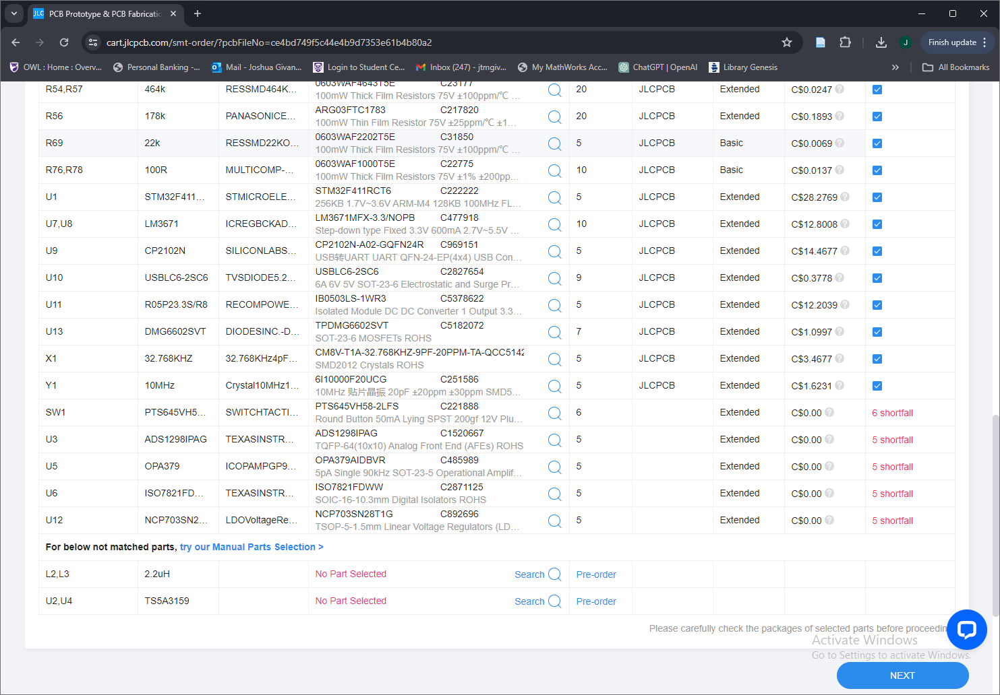 JLC PCB Prototype & PCB Fabricatio
cart.jlcpcb.com/smt-order/?pcbFileNo=ce4bd749f5c44e4b9d7353e61b4b80a2 J Finish update
OWL : Home : Overv... Personal Banking -... Mail - Joshua Givan... Login to Student Ce... Inbox (247) - jtmgiv... My MathWorks Acc... ChatGPT | OpenAI Library Genesis » All Bookmarks
R54,R57 464k RESSMD464K... 0603WAF4643T5E C23177 20 JLCPCB Extended C$0.0247
100mW Thick Film Resistors 75V ±100ppm/℃ ...
R56 178k PANASONICE... ARG03FTC1783 C217820 20 JLCPCB Extended C$0.1893
100mW Thin Film Resistor 75V ±25ppm/℃ ±1...
R69 22k RESSMD22KO... 0603WAF2202T5E C31850 5 JLCPCB Basic C$0.0069
100mW Thick Film Resistors 75V ±100ppm/℃ ...
R76,R78 100R MULTICOMP-... 0603WAF1000T5E C22775 10 JLCPCB Basic C$0.0137
100mW Thick Film Resistors 75V ±1% ±200pp...
U1 STM32F411... STMICROELE... STM32F411RCT6 C222222 5 JLCPCB Extended C$28.2769
256KB 1.7V~3.6V ARM-M4 128KB 100MHz FL...
U7,U8 LM3671 ICREGBCKAD... LM3671MFX-3.3/NOPB C477918 10 JLCPCB Extended C$12.8008
Step-down type Fixed 3.3V 600mA 2.7V~5.5V ...
U9 CP2102N SILICONLABS... CP2102N-A02-GQFN24R C969151 5 JLCPCB Extended C$14.4677
USB转UART UART QFN-24-EP(4x4) USB Con...
U10 USBLC6-2SC6 TVSDIODE5.2... USBLC6-2SC6 C2827654 9 JLCPCB Extended C$0.3778
6A 6V 5V SOT-23-6 Electrostatic and Surge Pr...
U11 R05P23.3S/R8 RECOMPOWE... IB0503LS-1WR3 C5378622 5 JLCPCB Extended C$12.2039
Isolated Module DC DC Converter 1 Output 3.3...
U13 DMG6602SVT DIODESINC.-D... TPDMG6602SVT C5182072 7 JLCPCB Extended C$1.0997
SOT-23-6 MOSFETs ROHS
X1 32.768KHZ 32.768KHz4pF... CM8V-T1A-32.768KHZ-9PF-20PPM-TA-QCC5142 5 JLCPCB Extended C$3.4677
SMD2012 Crystals ROHS
Y1 10MHz Crystal10MHz1... 6I10000F20UCG C251586 5 JLCPCB Extended C$1.6231
10MHz 贴片晶振 20pF ±20ppm ±30ppm SMD5...
SW1 PTS645VH5... SWITCHTACTI... PTS645VH58-2LFS C221888 6 Extended C$0.00 6 shortfall
Round Button 50mA Lying SPST 200gf 12V Plu...
U3 ADS1298IPAG TEXASINSTR... ADS1298IPAG C1520667 5 Extended C$0.00 5 shortfall
TQFP-64(10x10) Analog Front End (AFEs) ROHS
U5 OPA379 ICOPAMPGP9... OPA379AIDBVR C485989 5 Extended C$0.00 5 shortfall
5pA Single 90kHz SOT-23-5 Operational Amplif...
U6 ISO7821FD... TEXASINSTR... ISO7821FDWW C2871125 5 Extended C$0.00 5 shortfall
SOIC-16-10.3mm Digital Isolators ROHS
U12 NCP703SN2... LDOVoltageRe... NCP703SN28T1G C892696 5 Extended C$0.00 5 shortfall
TSOP-5-1.5mm Linear Voltage Regulators (LD...
For below not matched parts, try our Manual Parts Selection >
L2,L3 2.2uH No Part Selected Search Pre-order
U2,U4 TS5A3159 No Part Selected Search Pre-order
Please carefully check the packages of selected parts before proceedin
Activate Windows
Go to Settings to activate Windows.
NEXT